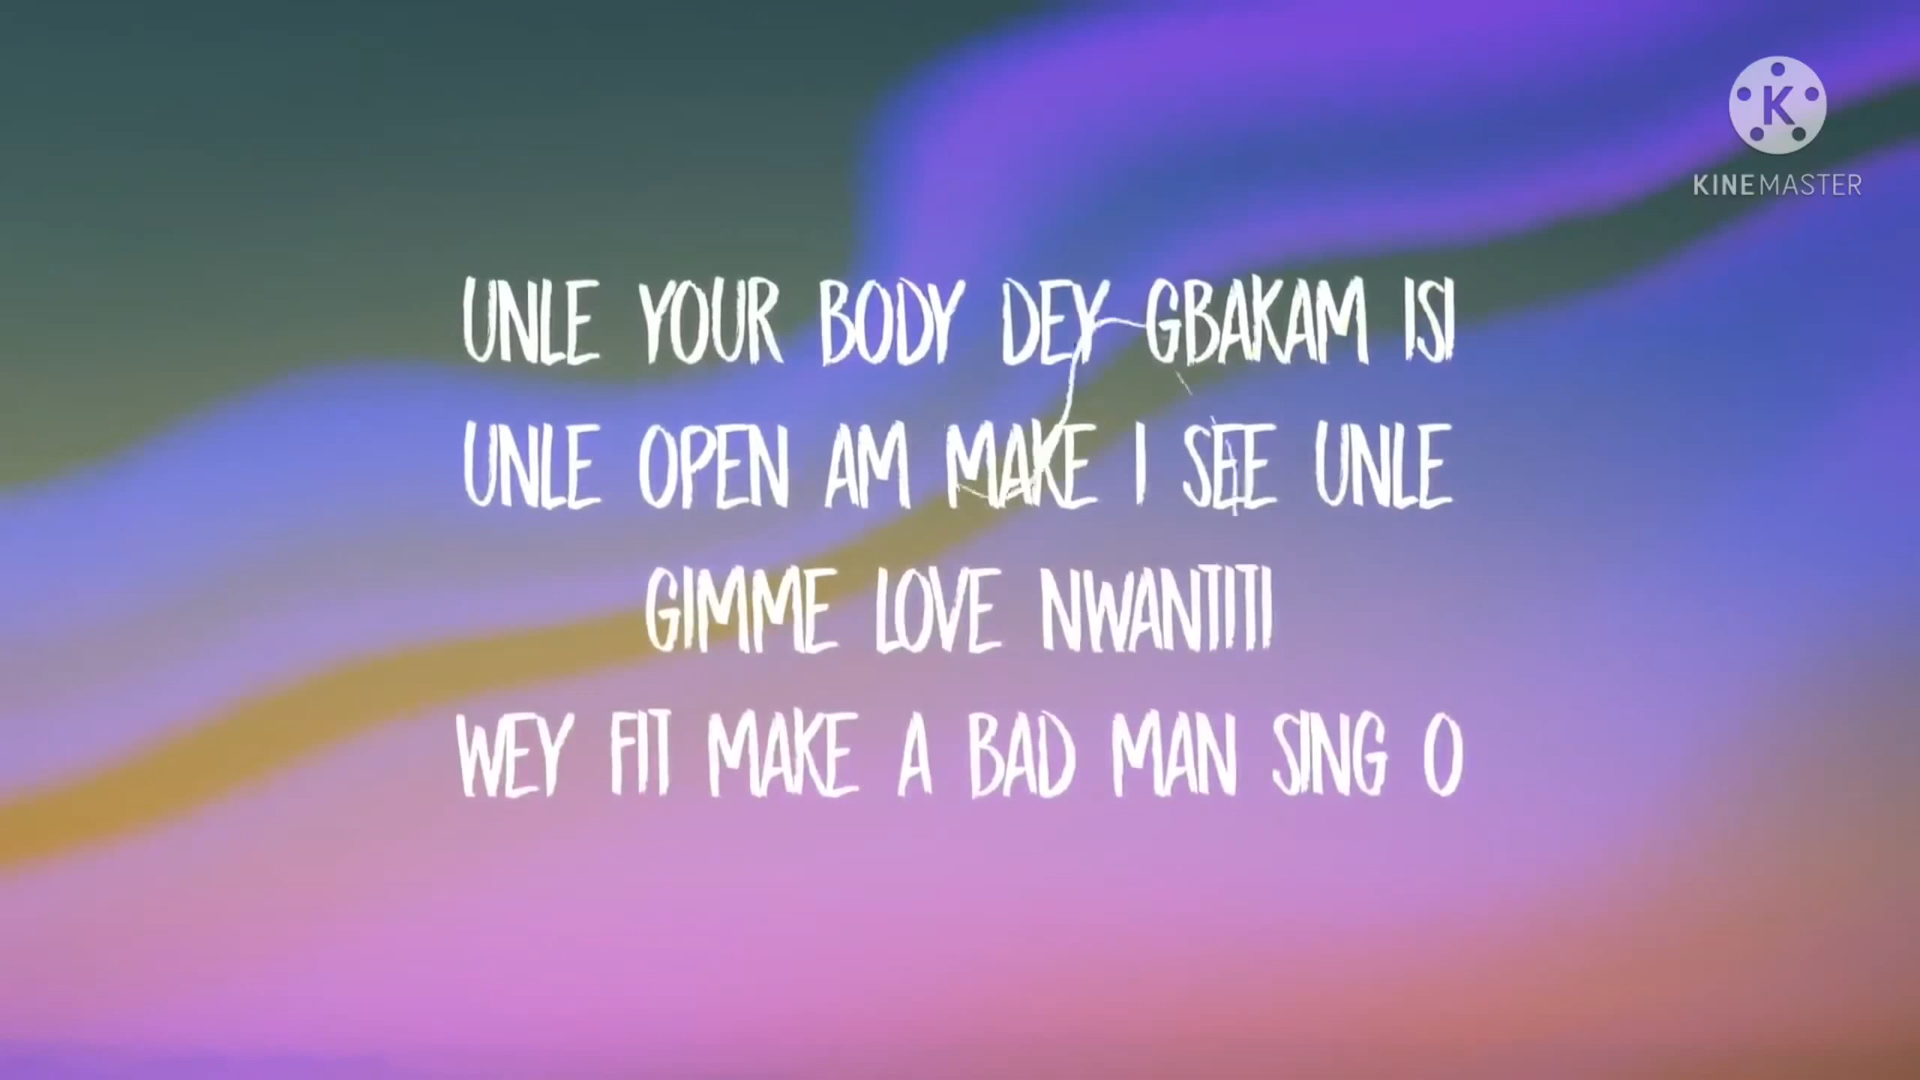 K
KINEMASTER
UNLE YOUR BODY DEY GBAKAM ISI
UNLE OPEN AM MAKE I SEE UNLE
GIMME LOVE NWANTITI
WEY FIT MAKE A BAD MAN SING O